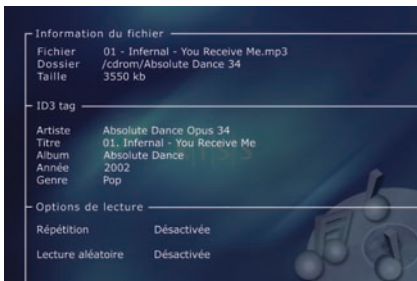 Information du fichier
Fichier 01 - Infernal - You Receive Me.mp3
Dossier /cdrom/Absolute Dance 34
Taille 3550 kb
ID3 tag
Artiste Absolute Dance Opus 34
Titre 01. Infernal - You Receive Me
Album Absolute Dance
Année 2002
Genre Pop
Options de lecture
Répétition Désactivée
Lecture aléatoire Désactivée